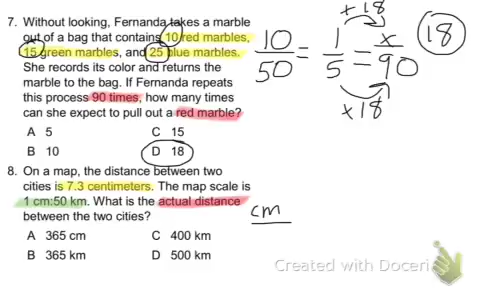 7. Without looking, Fernanda takes a marble
out of a bag that contains 10 red marbles,
15 green marbles, and 25 blue marbles.
She records its color and returns the
marble to the bag. If Fernanda repeats
this process 90 times, how many times
can she expect to pull out a red marble?
A 5 C 15
B 10 D 18
8. On a map, the distance between two
cities is 7.3 centimeters. The map scale is
1 cm:50 km. What is the actual distance
between the two cities?
A 365 cm C 400 km
B 365 km D 500 km
×18
10/50 = 1/5 = x/90
18
×18
cm
Created with Doceri